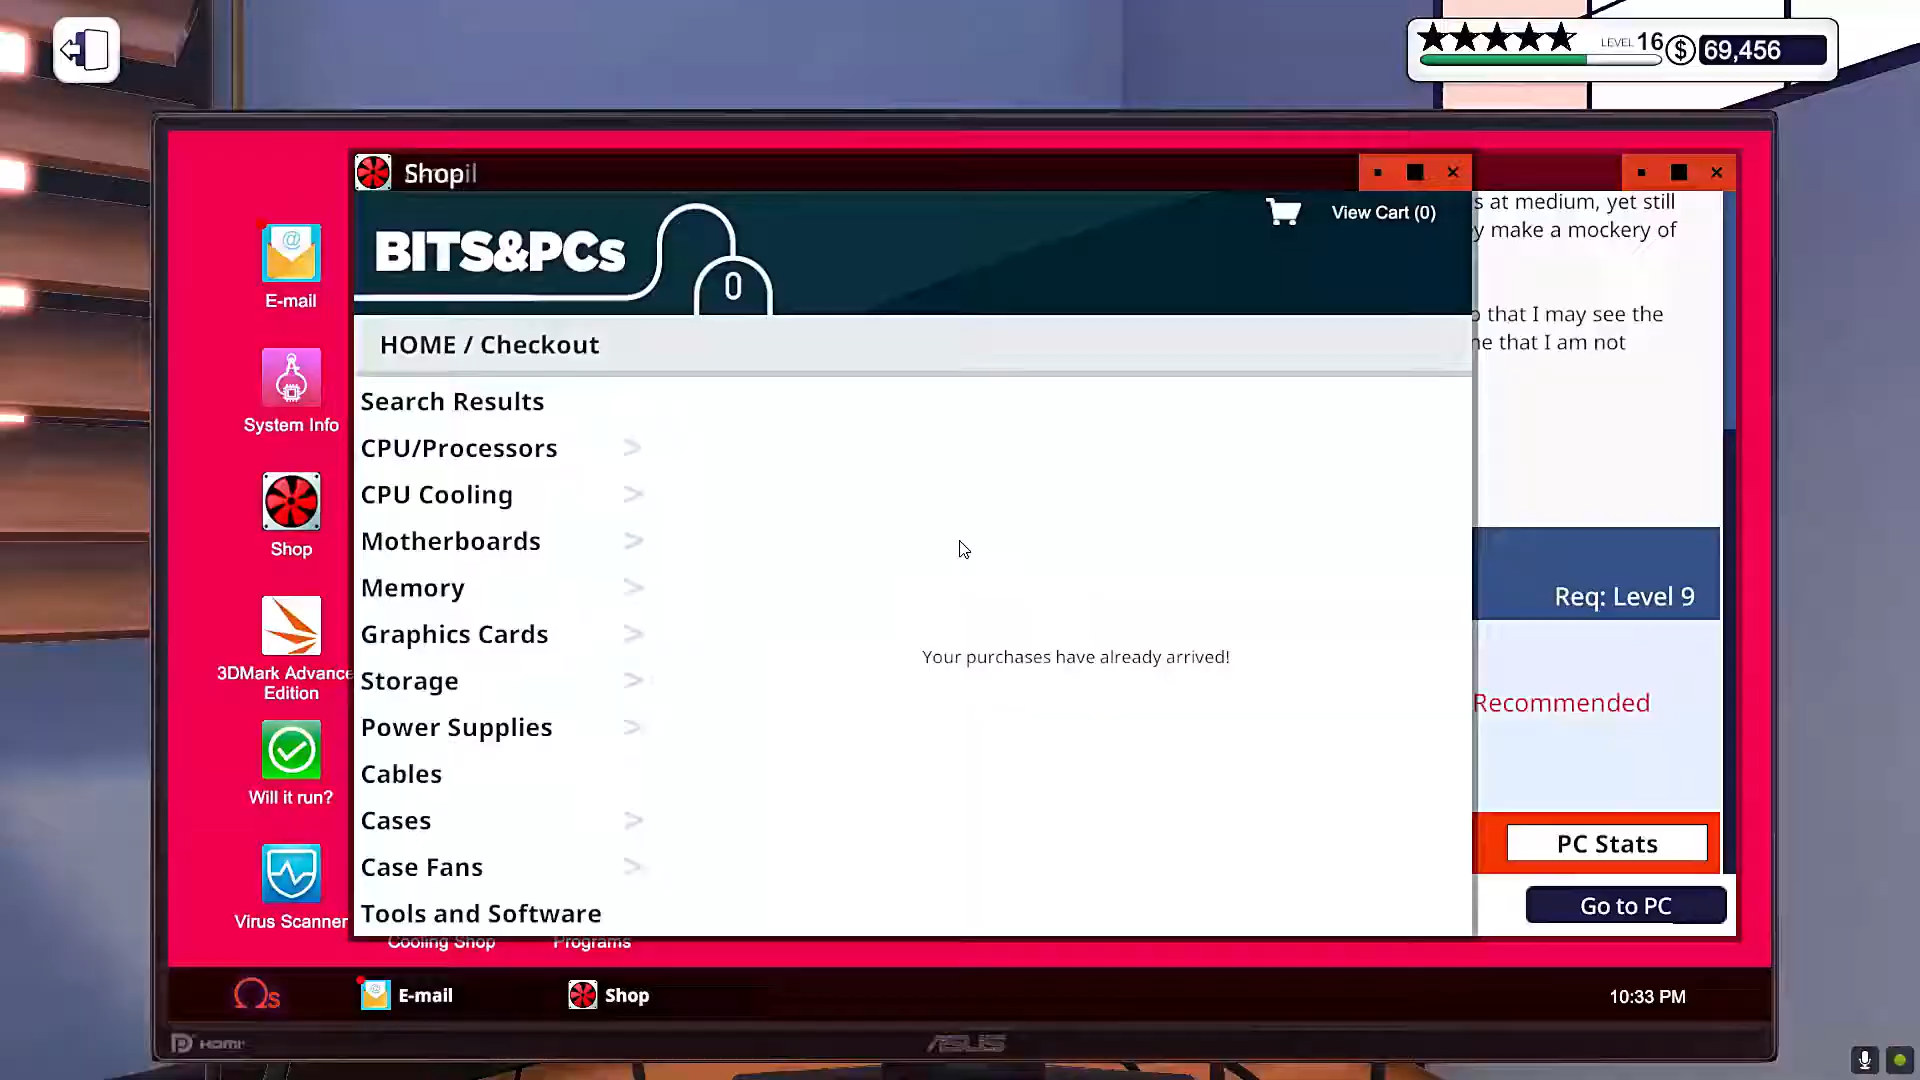 LEVEL 16
$ 69,456
Shop
View Cart (0)
BITS&PCs
HOME / Checkout
Search Results
CPU/Processors >
CPU Cooling >
Motherboards >
Memory >
Graphics Cards >
Storage >
Power Supplies >
Cables
Cases >
Case Fans >
Tools and Software
Your purchases have already arrived!
E-mail
System Info
Shop
3DMark Advance
Edition
Will it run?
Virus Scanner
Cooling Shop
Programs
s at medium, yet still
y make a mockery of
that I may see the
e that I am not
Req: Level 9
Recommended
PC Stats
Go to PC
Ωs
E-mail
Shop
10:33 PM
HDMI
ASUS